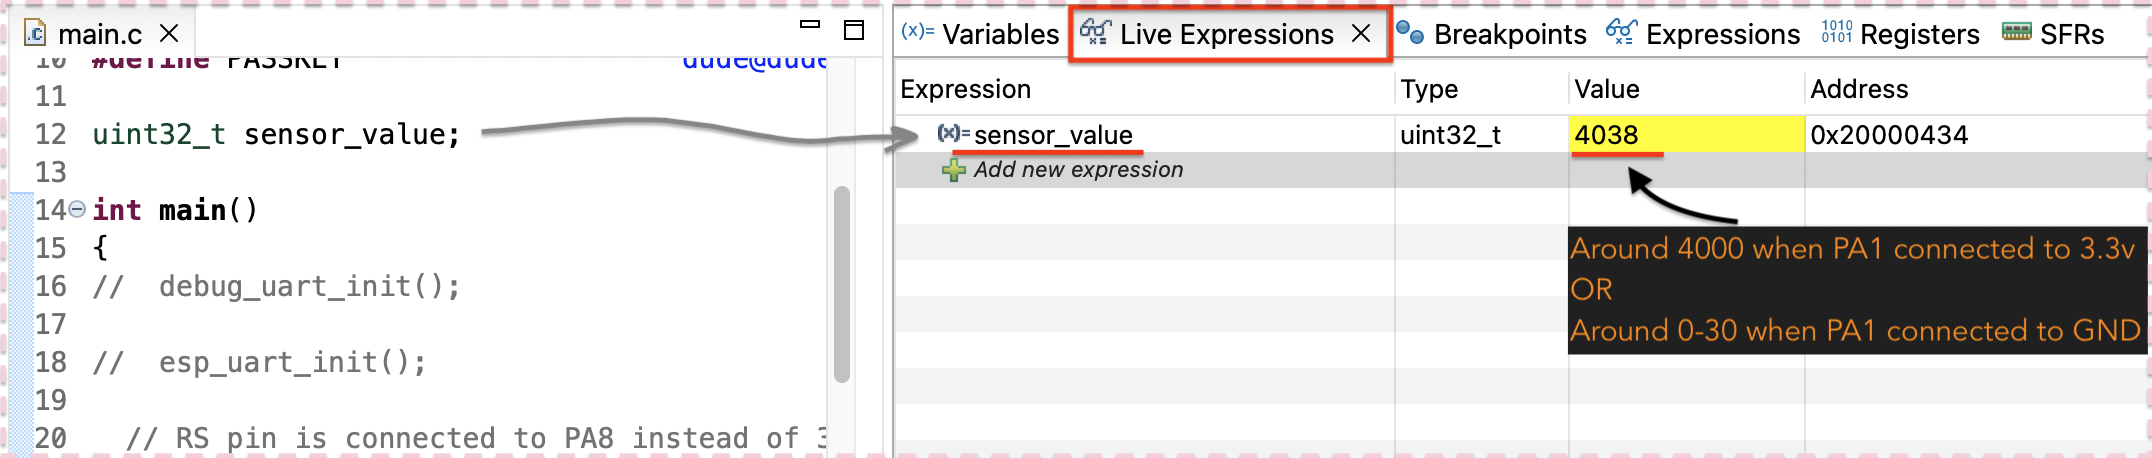 main.c
10 #define PASSKEY dude@dude
11
12 uint32_t sensor_value;
13
14 int main()
15 {
16 //  debug_uart_init();
17
18 //  esp_uart_init();
19
20 // RS pin is connected to PA8 instead of 3
(x)= Variables
Live Expressions
Breakpoints
Expressions
1010 0101 Registers
SFRs
Expression Type Value Address
(x)= sensor_value uint32_t 4038 0x20000434
Add new expression
Around 4000 when PA1 connected to 3.3v
OR
Around 0-30 when PA1 connected to GND